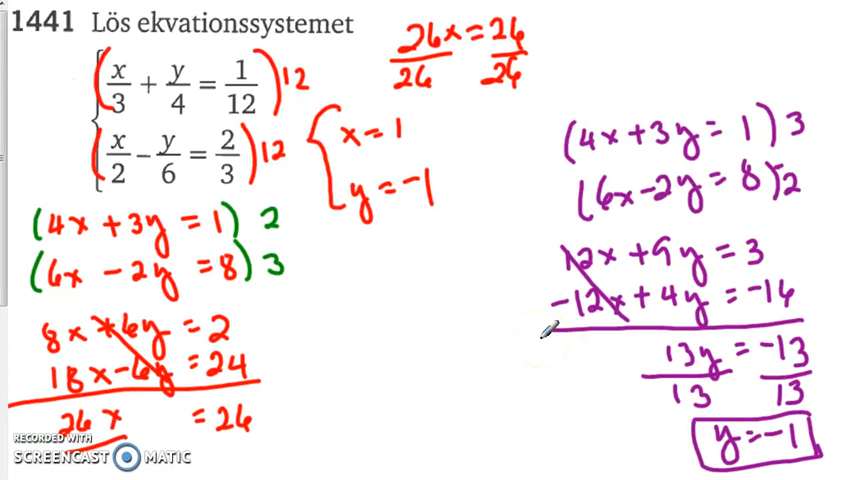 1441 Lös ekvationssystemet
(x/3 + y/4 = 1/12)12
(x/2 - y/6 = 2/3)12
(4x + 3y = 1) 2
(6x - 2y = 8) 3
8x + 6y = 2
18x - 6y = 24
26x = 26
26x = 26
26 26
x = 1
y = -1
(4x + 3y = 1) 3
(6x - 2y = 8) -2
12x + 9y = 3
-12x + 4y = -16
13y = -13
13 13
y = -1
RECORDED WITH
SCREENCAST MATIC